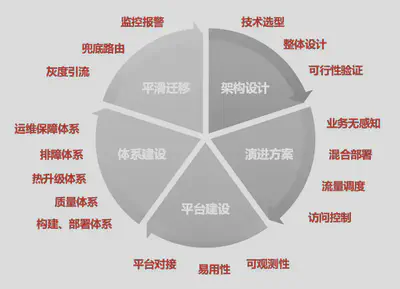 监控报警
技术选型
兜底路由
整体设计
灰度引流
可行性验证
平滑迁移
架构设计
运维保障体系
业务无感知
排障体系
体系建设
演进方案
混合部署
热升级体系
流量调度
质量体系
平台建设
访问控制
构建、部署体系
平台对接
易用性
可观测性